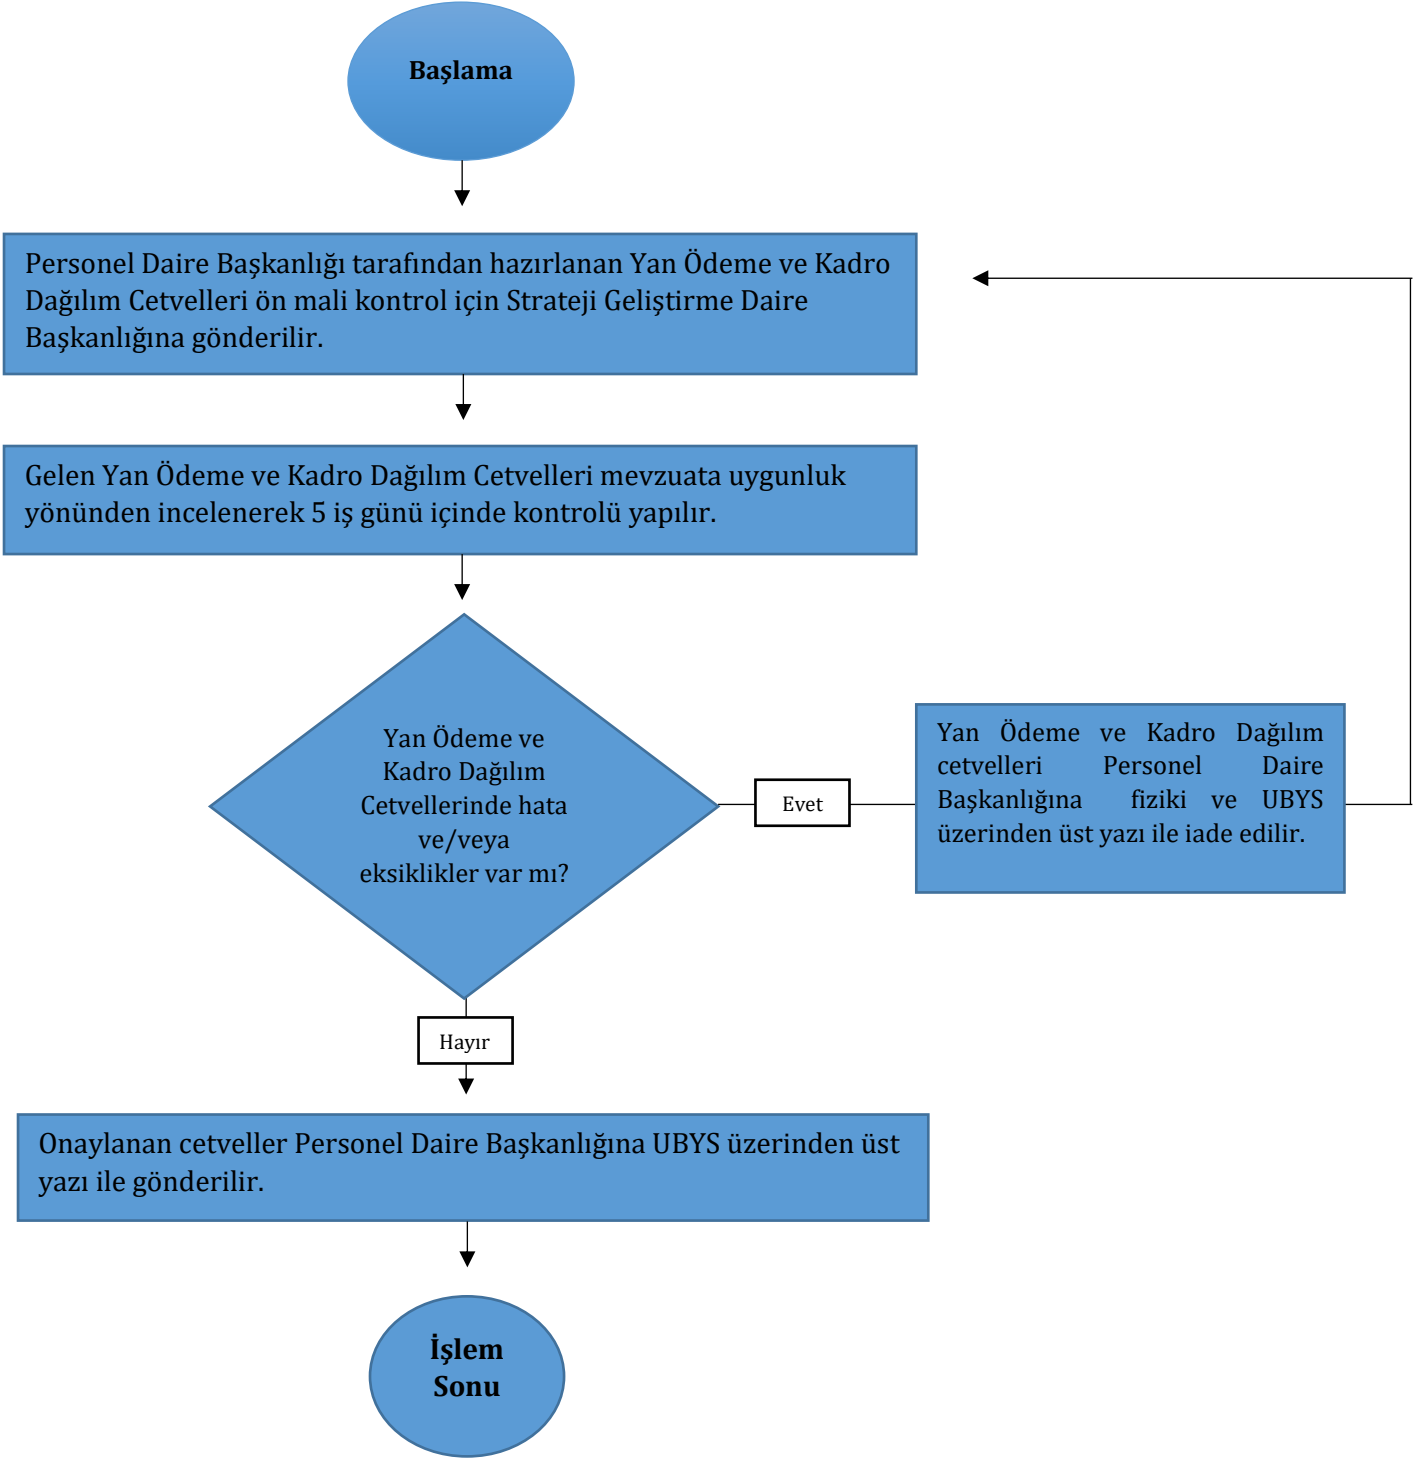 Başlama
Personel Daire Başkanlığı tarafından hazırlanan Yan Ödeme ve Kadro
Dağılım Cetvelleri ön mali kontrol için Strateji Geliştirme Daire
Başkanlığına gönderilir.
Gelen Yan Ödeme ve Kadro Dağılım Cetvelleri mevzuata uygunluk
yönünden incelenerek 5 iş günü içinde kontrolü yapılır.
Yan Ödeme ve
Kadro Dağılım
Cetvellerinde hata
ve/veya
eksiklikler var mı?
Evet
Yan Ödeme ve Kadro Dağılım
cetvelleri Personel Daire
Başkanlığına fiziki ve UBYS
üzerinden üst yazı ile iade edilir.
Hayır
Onaylanan cetveller Personel Daire Başkanlığına UBYS üzerinden üst
yazı ile gönderilir.
İşlem
Sonu